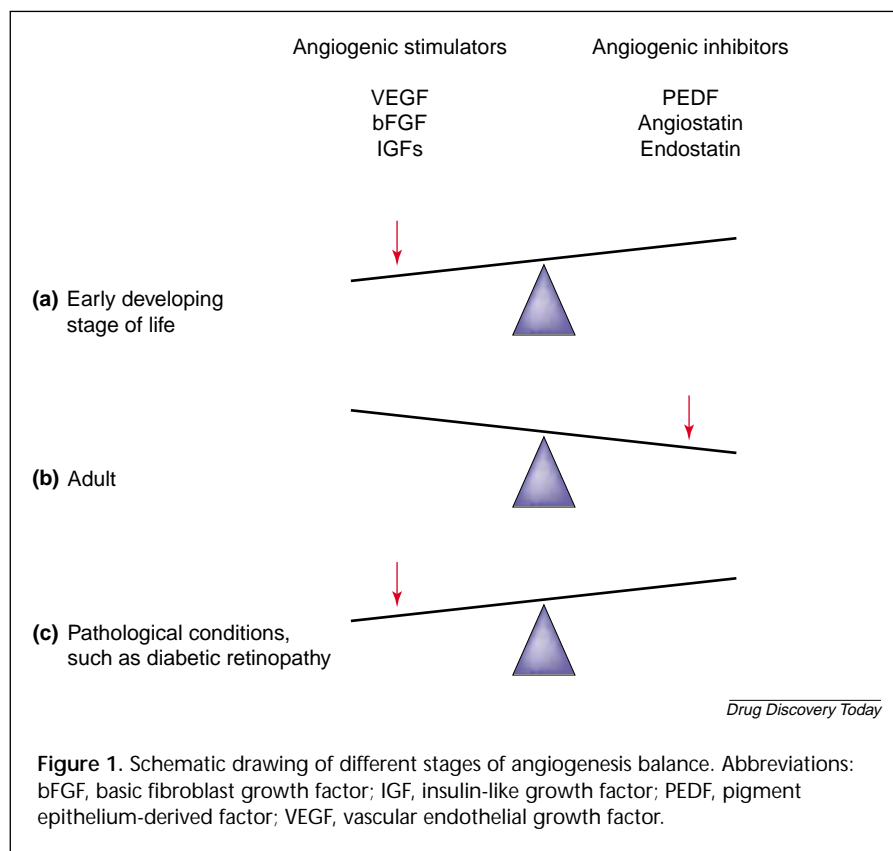 Angiogenic stimulators
Angiogenic inhibitors
VEGF
bFGF
IGFs
PEDF
Angiostatin
Endostatin
(a) Early developing
stage of life
(b) Adult
(c) Pathological conditions,
such as diabetic retinopathy
Drug Discovery Today
Figure 1. Schematic drawing of different stages of angiogenesis balance. Abbreviations:
bFGF, basic fibroblast growth factor; IGF, insulin-like growth factor; PEDF, pigment
epithelium-derived factor; VEGF, vascular endothelial growth factor.